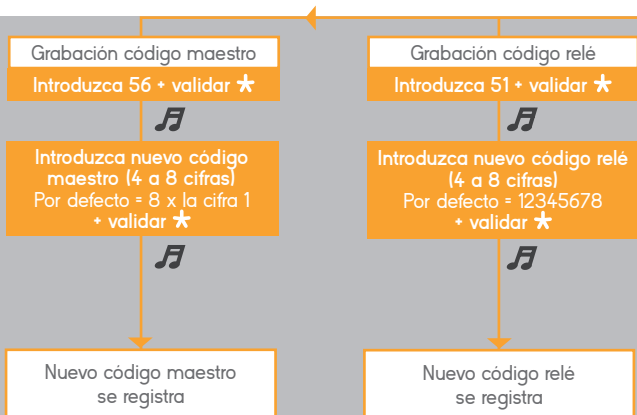 Grabación código maestro
Introduzca 56 + validar *
Introduzca nuevo código
maestro (4 a 8 cifras)
Por defecto = 8 x la cifra 1
+ validar *
Nuevo código maestro
se registra
Grabación código relé
Introduzca 51 + validar *
Introduzca nuevo código relé
(4 a 8 cifras)
Por defecto = 12345678
+ validar *
Nuevo código relé
se registra